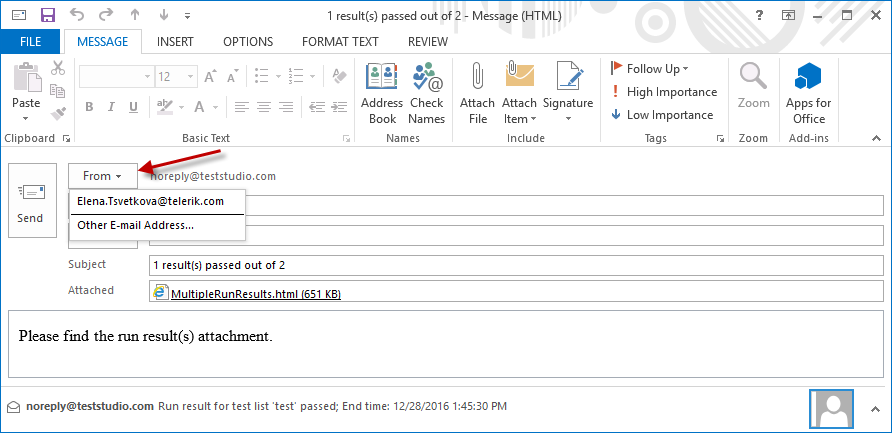 1 result(s) passed out of 2 - Message (HTML)
FILE MESSAGE INSERT OPTIONS FORMAT TEXT REVIEW
Paste
Clipboard
12
B I U
Basic Text
Address Book
Check Names
Names
Attach File
Attach Item
Signature
Include
Follow Up
High Importance
Low Importance
Tags
Zoom
Zoom
Apps for Office
Add-ins
Send
From noreply@teststudio.com
Elena.Tsvetkova@telerik.com
Other E-mail Address...
Subject 1 result(s) passed out of 2
Attached MultipleRunResults.html (651 KB)
Please find the run result(s) attachment.
noreply@teststudio.com Run result for test list 'test' passed; End time: 12/28/2016 1:45:30 PM